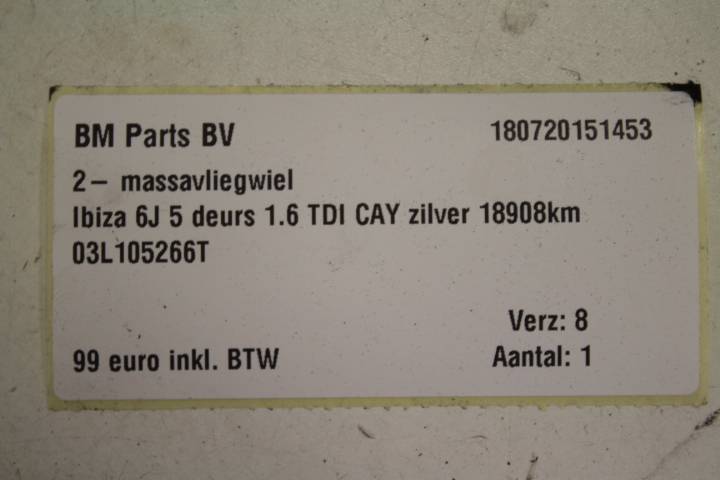 BM Parts BV 180720151453
2- massavliegwiel
Ibiza 6J 5 deurs 1.6 TDI CAY zilver 18908km
03L105266T
Verz: 8
99 euro inkl. BTW Aantal: 1